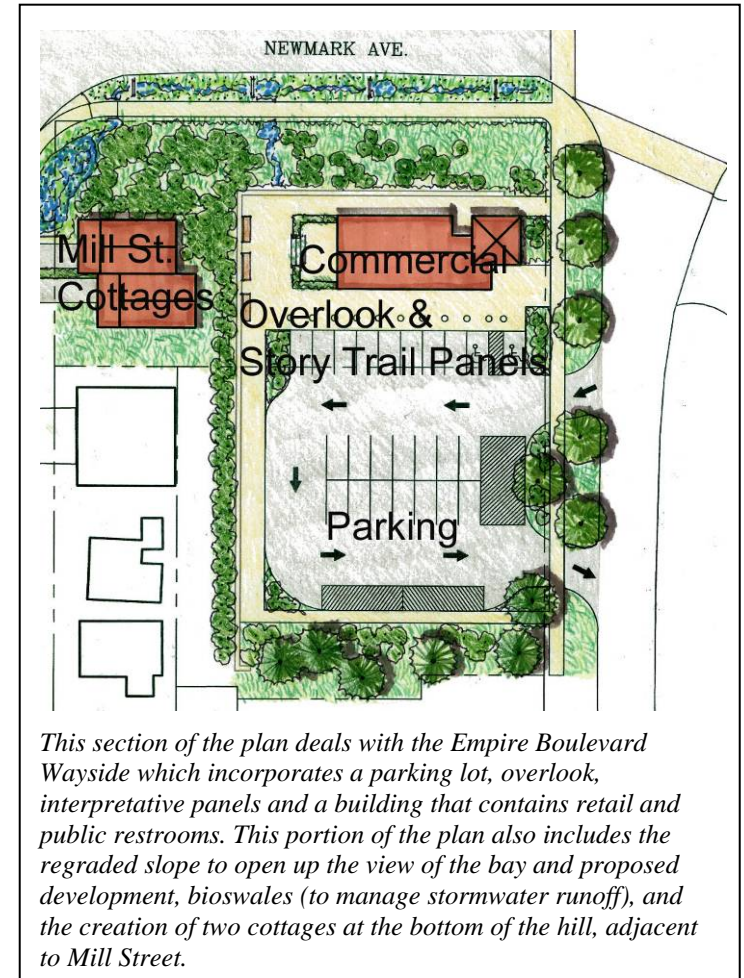 NEWMARK AVE.
Mill St.
Cottages
Commercial
Overlook &
Story Trail Panels
Parking
This section of the plan deals with the Empire Boulevard
Wayside which incorporates a parking lot, overlook,
interpretative panels and a building that contains retail and
public restrooms. This portion of the plan also includes the
regraded slope to open up the view of the bay and proposed
development, bioswales (to manage stormwater runoff), and
the creation of two cottages at the bottom of the hill, adjacent
to Mill Street.